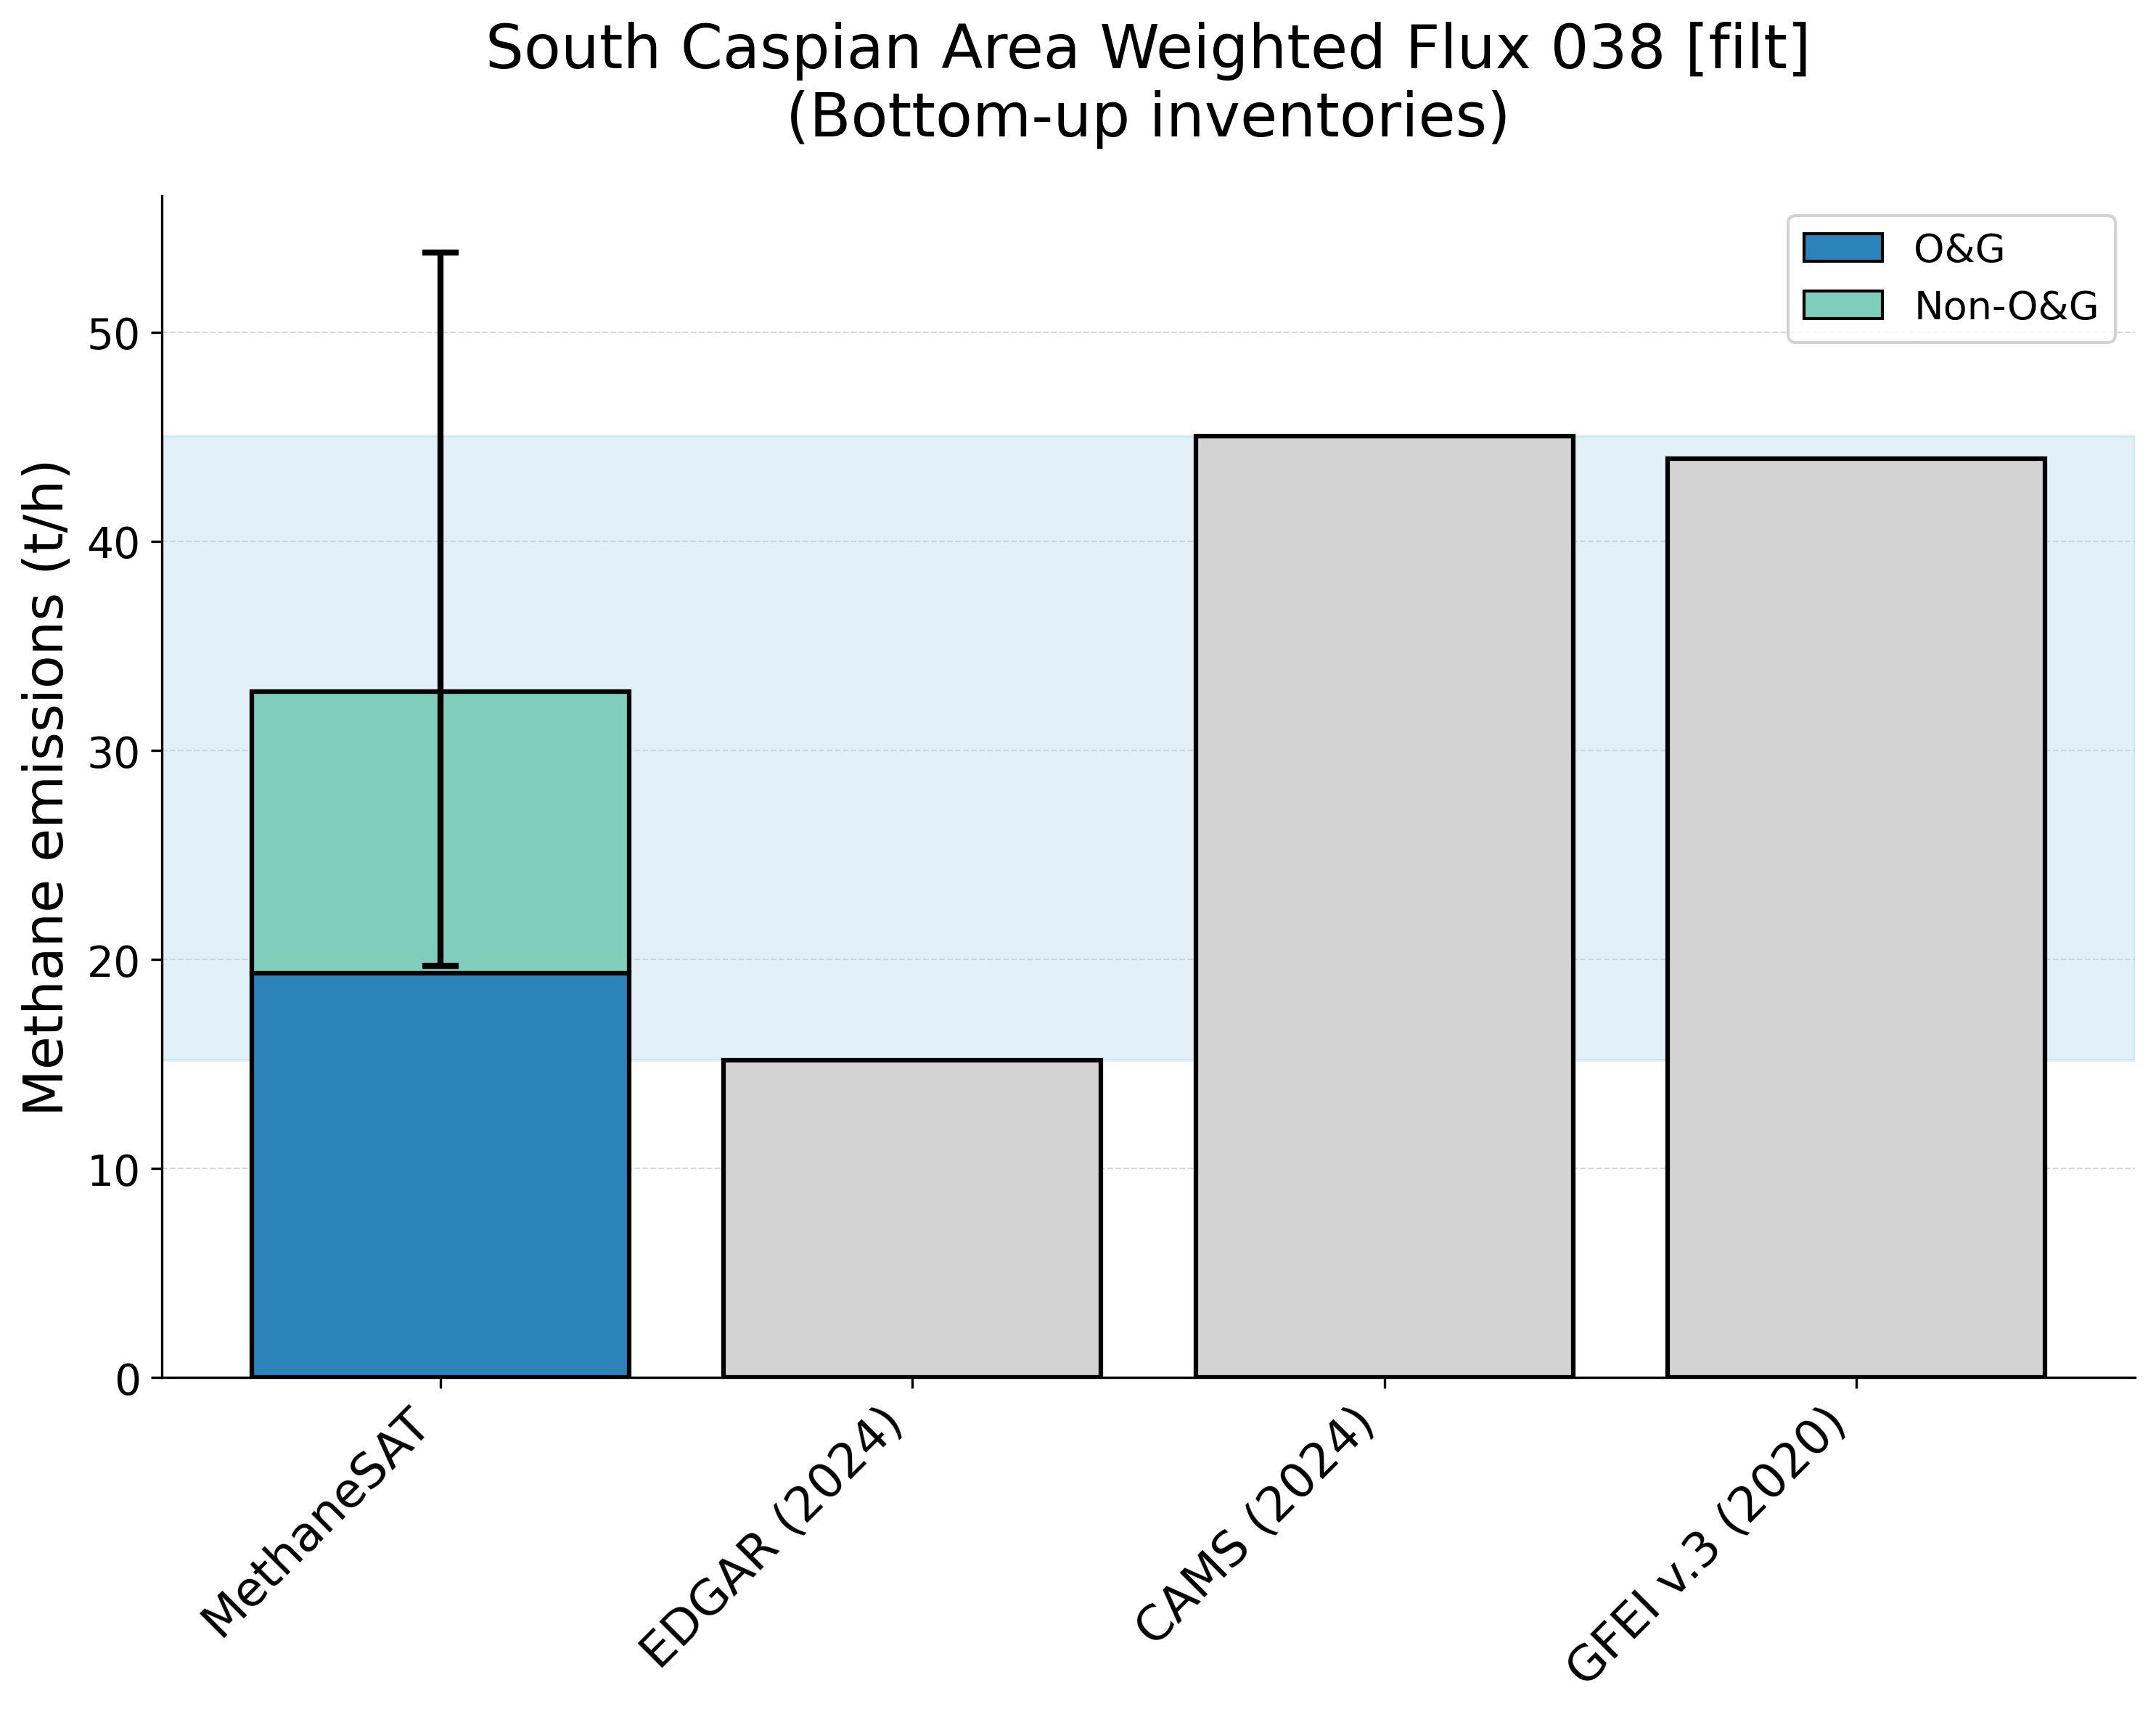 South Caspian Area Weighted Flux 038 [filt]
(Bottom-up inventories)
O&G
Non-O&G
Methane emissions (t/h)
50
40
30
20
10
0
MethaneSAT
EDGAR (2024)
CAMS (2024)
GFEI v.3 (2020)